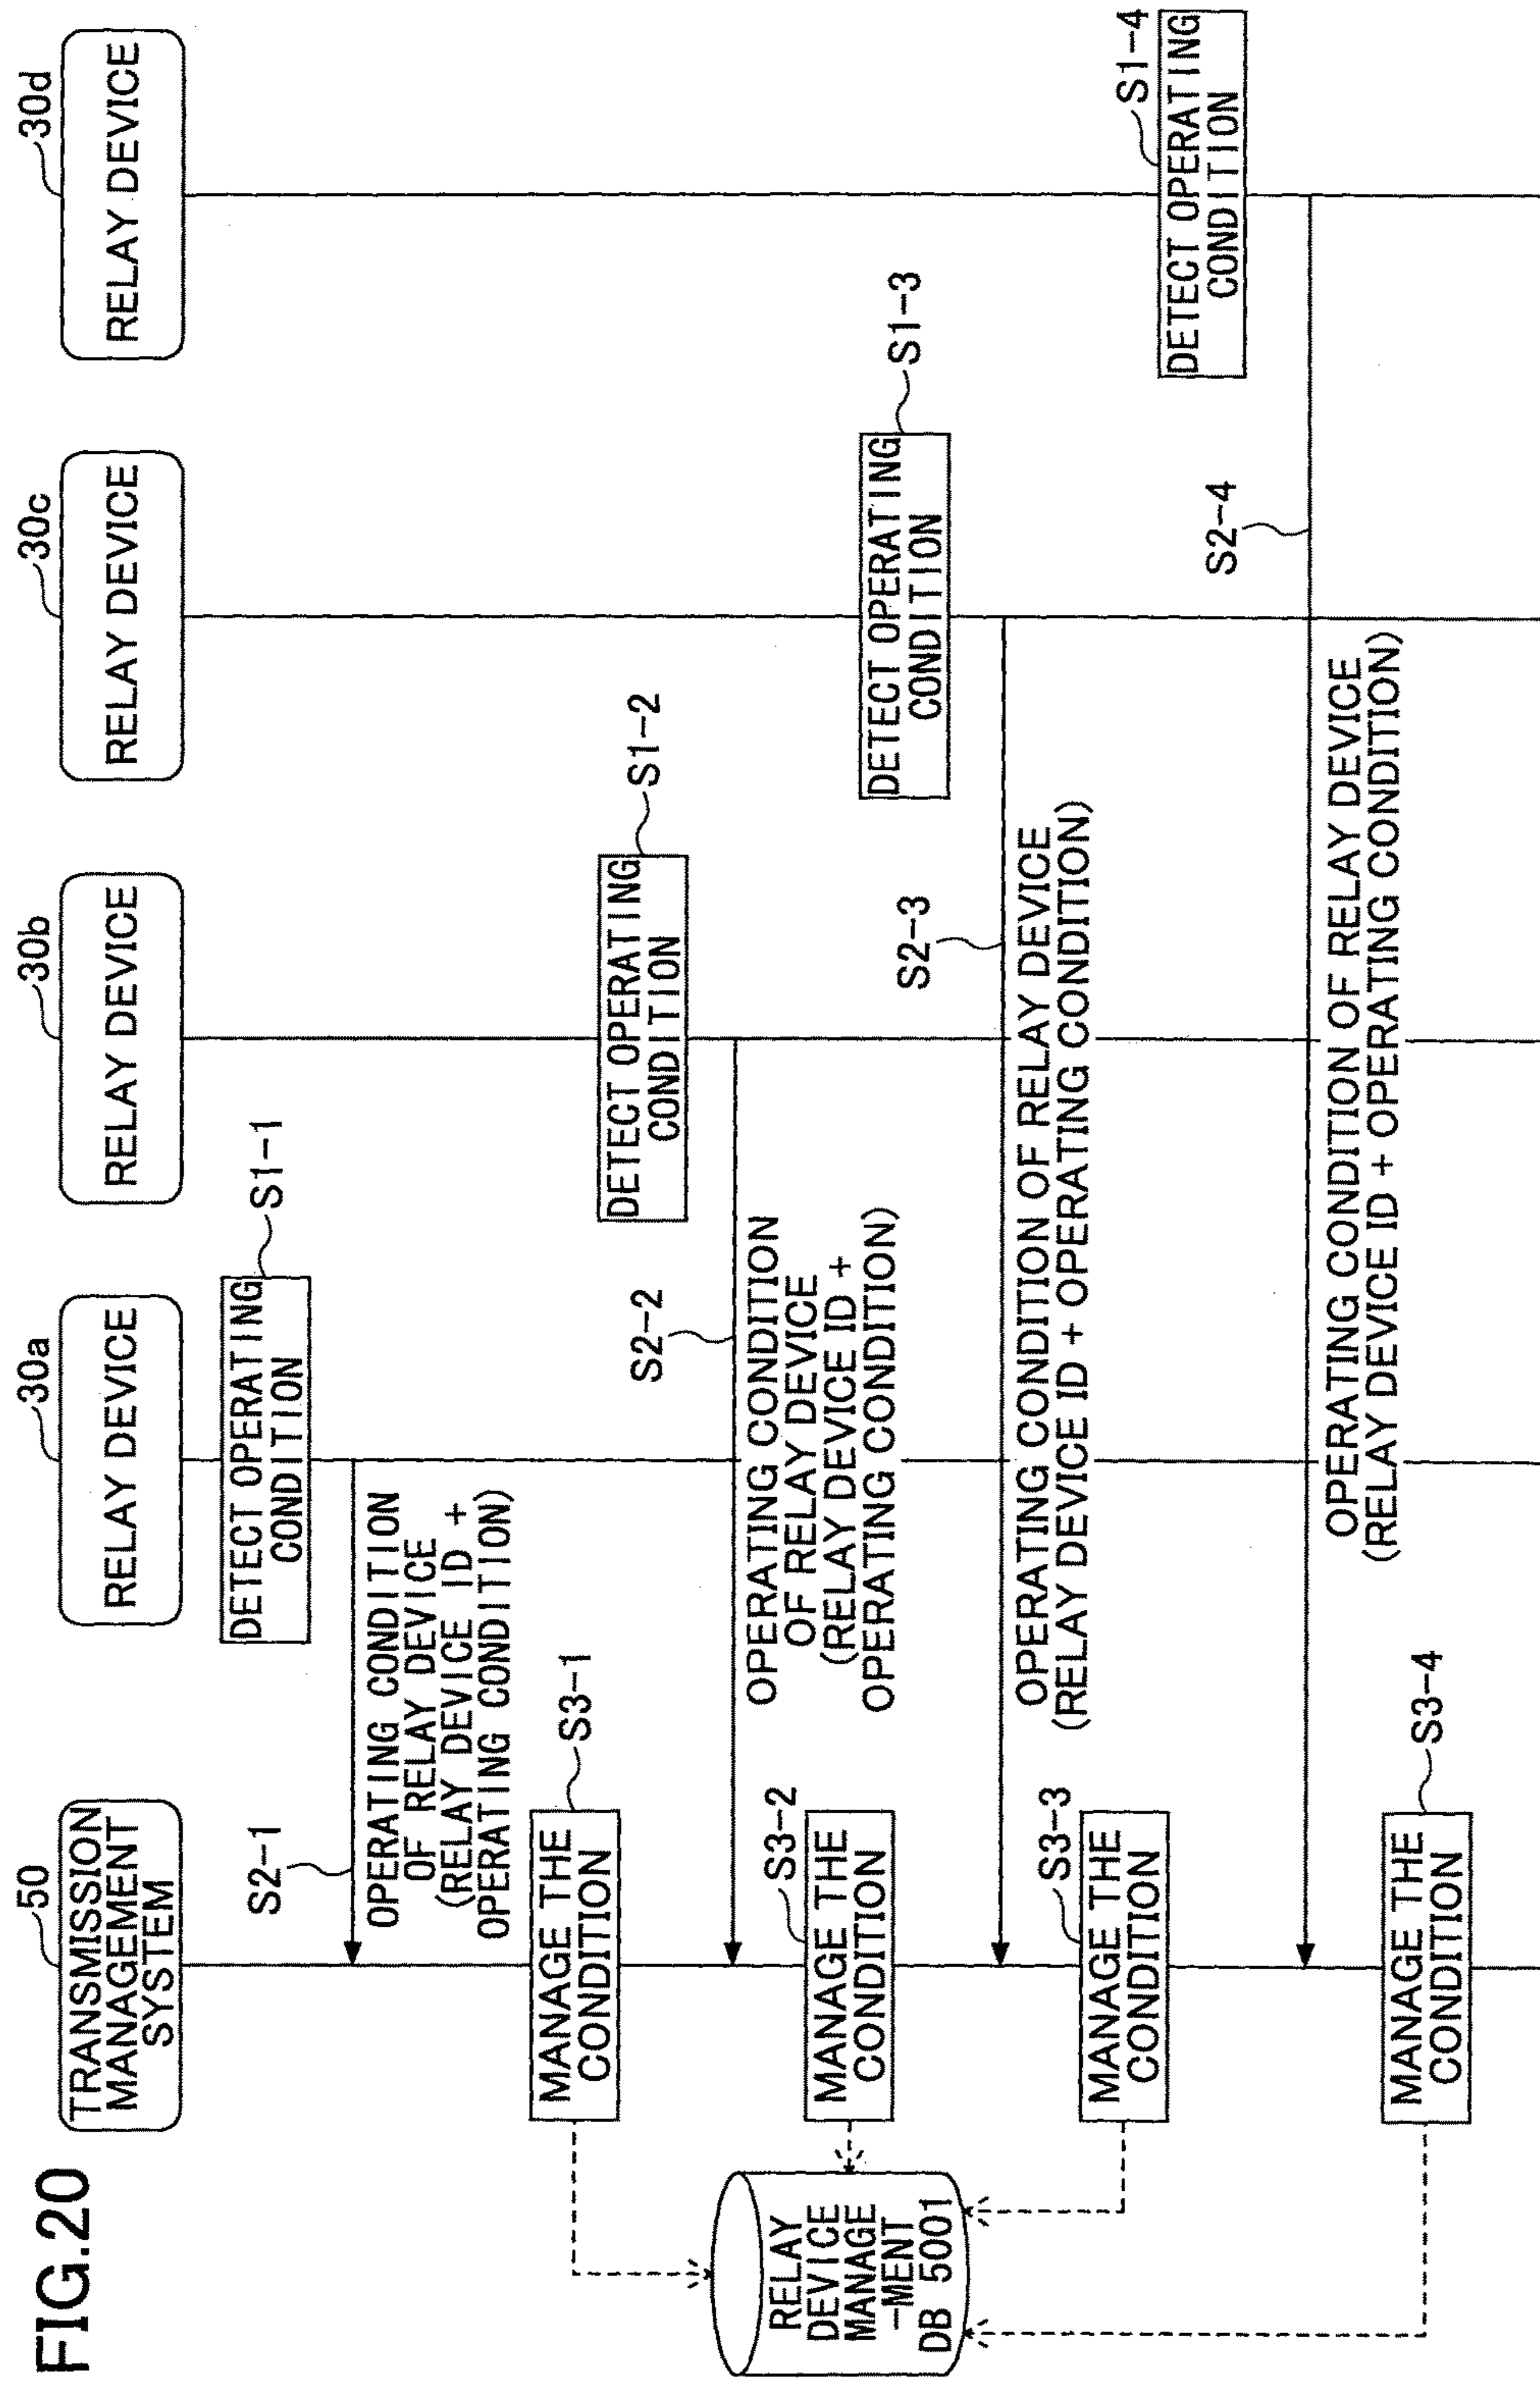 FIG.20
50
TRANSMISSION
MANAGEMENT
SYSTEM
30a
RELAY DEVICE
30b
RELAY DEVICE
30c
RELAY DEVICE
30d
RELAY DEVICE
S1-1
DETECT OPERATING
CONDITION
S2-1
OPERATING CONDITION
OF RELAY DEVICE
(RELAY DEVICE ID +
OPERATING CONDITION)
S3-1
MANAGE THE
CONDITION
S1-2
DETECT OPERATING
CONDITION
S2-2
OPERATING CONDITION
OF RELAY DEVICE
(RELAY DEVICE ID +
OPERATING CONDITION)
S3-2
MANAGE THE
CONDITION
RELAY
DEVICE
MANAGE
-MENT
DB 5001
S1-3
DETECT OPERATING
CONDITION
S2-3
OPERATING CONDITION OF RELAY DEVICE
(RELAY DEVICE ID + OPERATING CONDITION)
S3-3
MANAGE THE
CONDITION
S1-4
DETECT OPERATING
CONDITION
S2-4
OPERATING CONDITION OF RELAY DEVICE
(RELAY DEVICE ID + OPERATING CONDITION)
S3-4
MANAGE THE
CONDITION